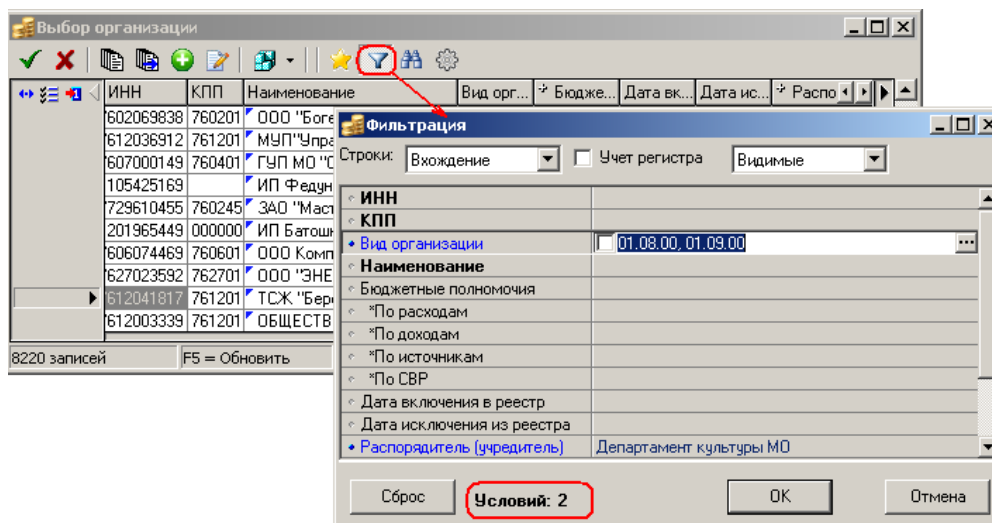 Выбор организации
ИНН КПП Наименование Вид орг... Бюдже... Дата вк... Дата ис... Распо
602069838 760201 ООО "Боге
612036912 761201 МУП"Упра
607000149 760401 ГУП МО "
105425169 ИП Федун
729610455 760245 ЗАО "Маст
201965449 000000 ИП Батош
606074469 760601 ООО Комп
627023592 762701 ООО "ЭНЕ
612041817 761201 ТСЖ "Бер
612003339 761201 ОБЩЕСТВ
8220 записей F5 = Обновить
Фильтрация
Строки: Вхождение Учет регистра Видимые
ИНН
КПП
Вид организации 01.08.00, 01.09.00 ...
Наименование
Бюджетные полномочия
*По расходам
*По доходам
*По источникам
*По СВР
Дата включения в реестр
Дата исключения из реестра
Распорядитель (учредитель) Департамент культуры МО
Сброс Условий: 2 OK Отмена